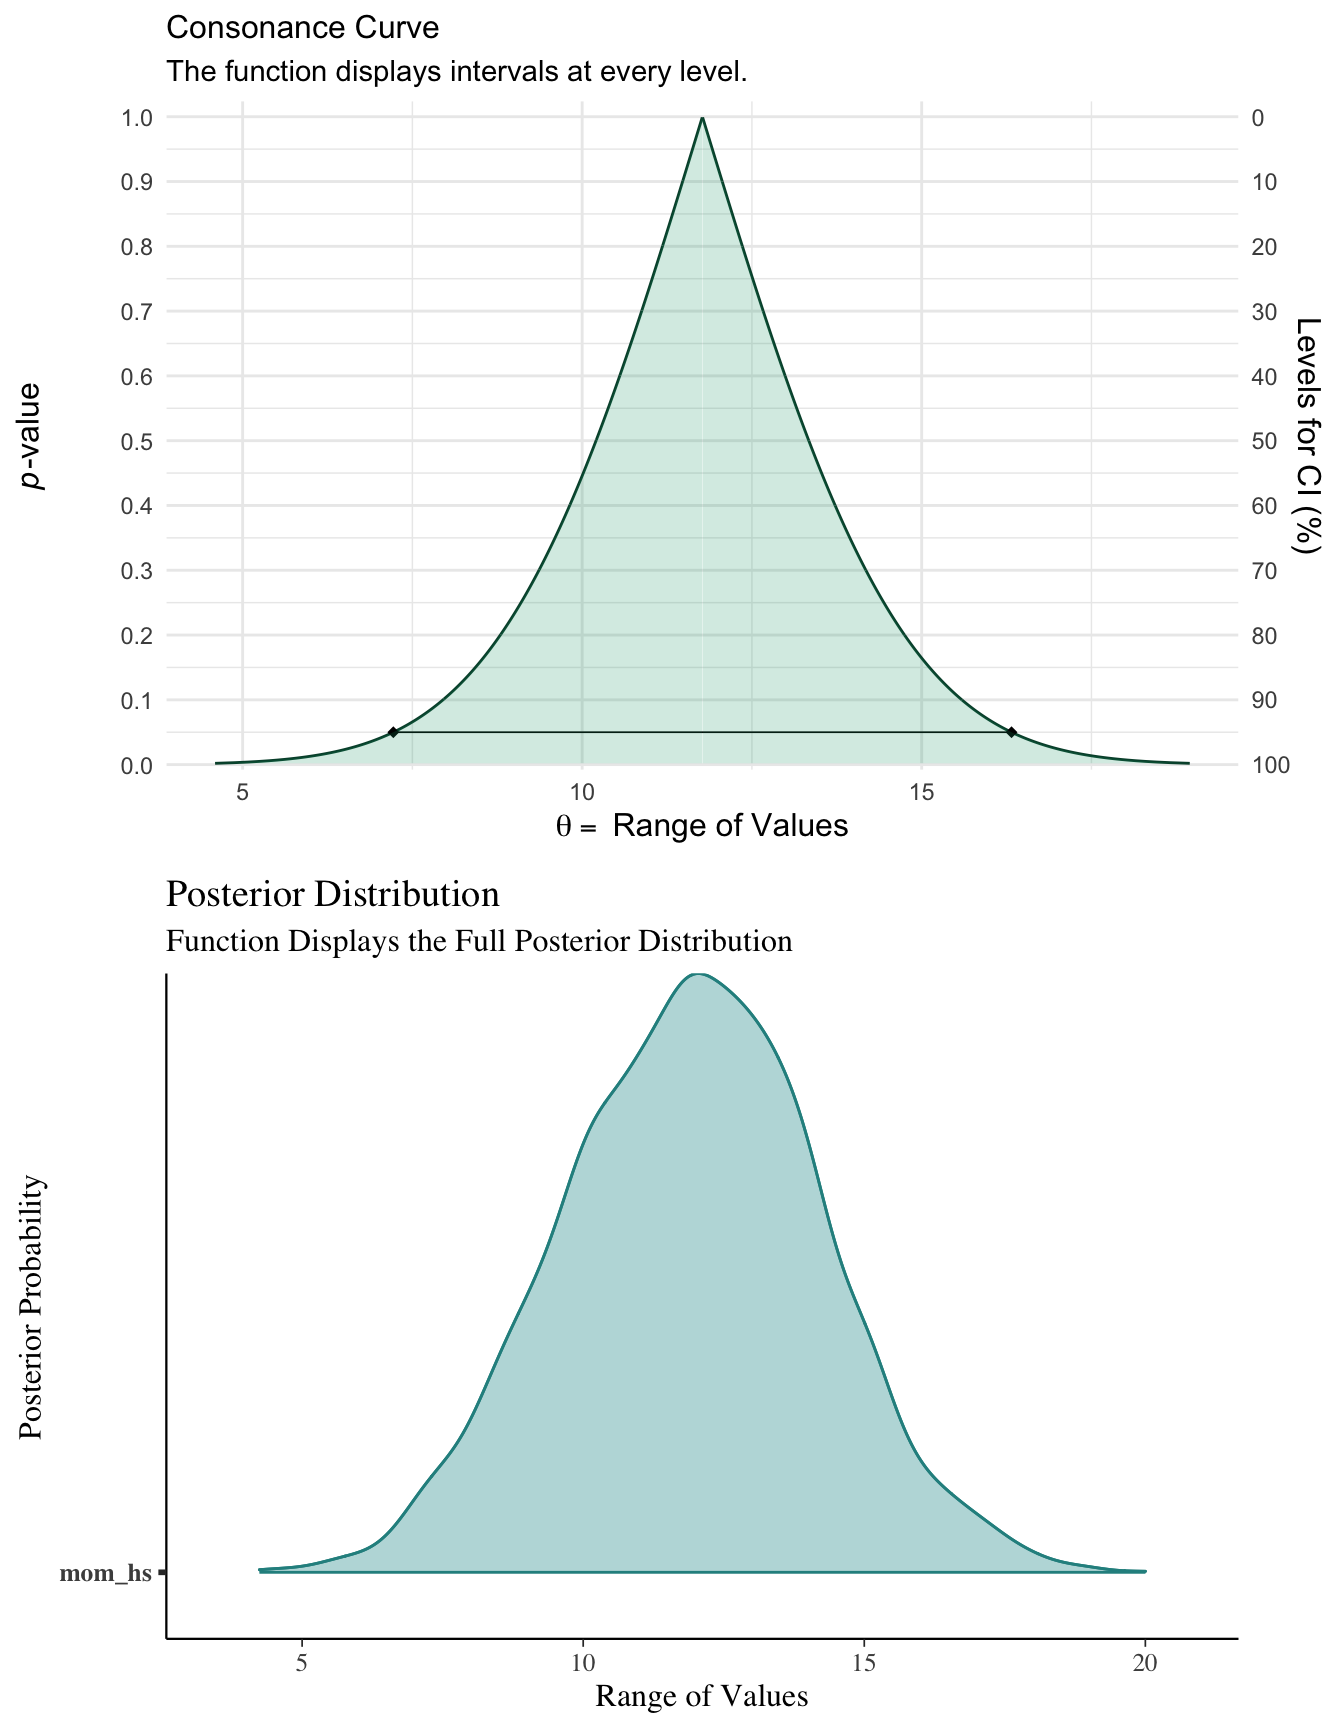 Consonance Curve
The function displays intervals at every level.
1.0
0.9
0.8
0.7
0.6
0.5
0.4
0.3
0.2
0.1
0.0
p-value
0
10
20
30
40
50
60
70
80
90
100
Levels for CI (%)
5 10 15
θ = Range of Values
Posterior Distribution
Function Displays the Full Posterior Distribution
Posterior Probability
mom_hs
5 10 15 20
Range of Values